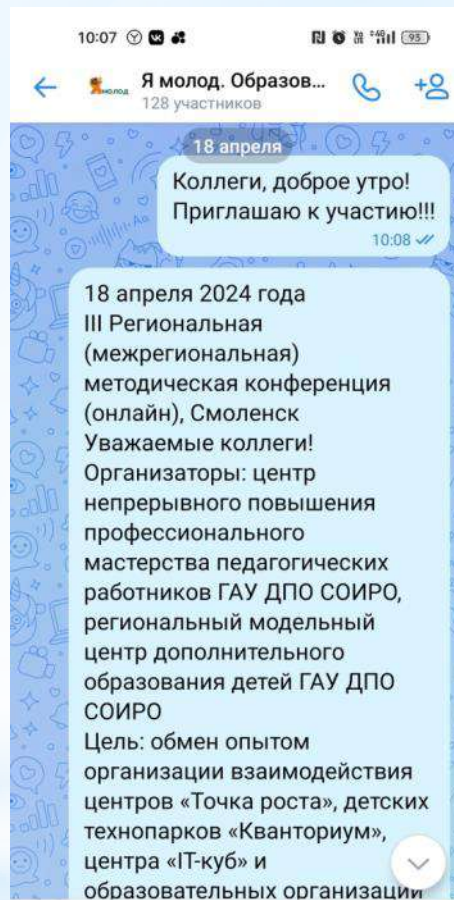 10:07
93
Я молод. Образов...
128 участников
18 апреля
Коллеги, доброе утро!
Приглашаю к участию!!!
10:08
18 апреля 2024 года
III Региональная
(межрегиональная)
методическая конференция
(онлайн), Смоленск
Уважаемые коллеги!
Организаторы: центр
непрерывного повышения
профессионального
мастерства педагогических
работников ГАУ ДПО СОИРО,
региональный модельный
центр дополнительного
образования детей ГАУ ДПО
СОИРО
Цель: обмен опытом
организации взаимодействия
центров «Точка роста», детских
технопарков «Кванториум»,
центра «IT-куб» и
образовательных организаций